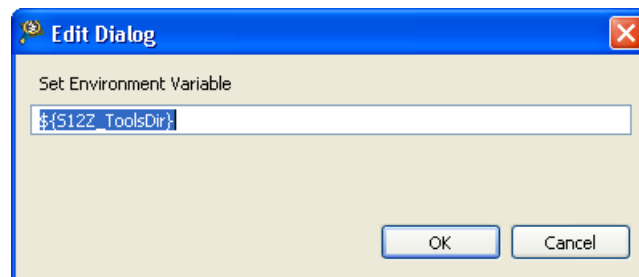 Edit Dialog
Set Environment Variable
${S12Z_ToolsDir}
OK Cancel